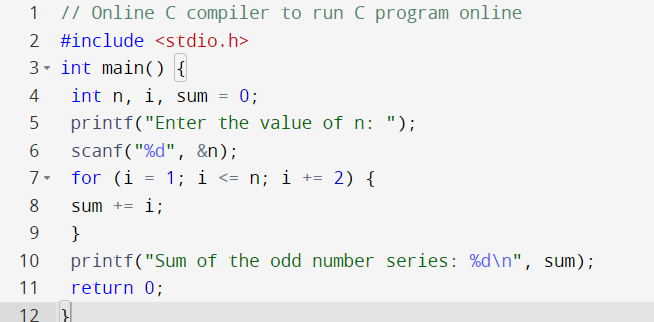 1 // Online C compiler to run C program online
2 #include <stdio.h>
3 int main() {
4 int n, i, sum = 0;
5 printf("Enter the value of n: ");
6 scanf("%d", &n);
7 for (i = 1; i <= n; i += 2) {
8 sum += i;
9 }
10 printf("Sum of the odd number series: %d\n", sum);
11 return 0;
12 }